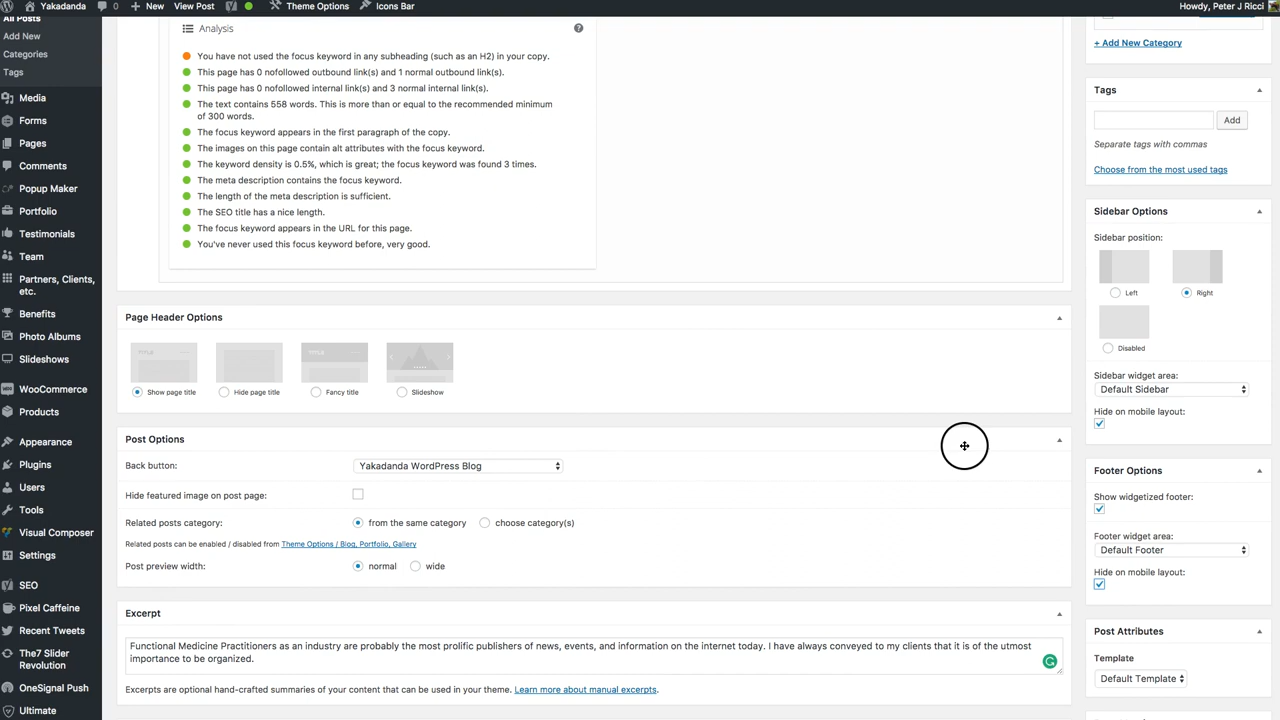 Yakadanda
0
New
View Post
Theme Options
Icons Bar
Howdy, Peter J Ricci
All Posts
Add New
Categories
Tags
Media
Forms
Pages
Comments
Popup Maker
Portfolio
Testimonials
Team
Partners, Clients,
etc.
Benefits
Photo Albums
Slideshows
WooCommerce
Products
Appearance
Plugins
Users
Tools
Visual Composer
Settings
SEO
Pixel Caffeine
Recent Tweets
The7 Slider
Revolution
OneSignal Push
Ultimate
Analysis
You have not used the focus keyword in any subheading (such as an H2) in your copy.
This page has 0 nofollowed outbound link(s) and 1 normal outbound link(s).
This page has 0 nofollowed internal link(s) and 3 normal internal link(s).
The text contains 558 words. This is more than or equal to the recommended minimum
of 300 words.
The focus keyword appears in the first paragraph of the copy.
The images on this page contain alt attributes with the focus keyword.
The keyword density is 0.5%, which is great; the focus keyword was found 3 times.
The meta description contains the focus keyword.
The length of the meta description is sufficient.
The SEO title has a nice length.
The focus keyword appears in the URL for this page.
You've never used this focus keyword before, very good.
Page Header Options
TITLE
TITLE
Show page title
Hide page title
Fancy title
Slideshow
Post Options
Back button:
Yakadanda WordPress Blog
Hide featured image on post page:
Related posts category:
from the same category
choose category(s)
Related posts can be enabled / disabled from Theme Options / Blog, Portfolio, Gallery
Post preview width:
normal
wide
Excerpt
Functional Medicine Practitioners as an industry are probably the most prolific publishers of news, events, and information on the internet today. I have always conveyed to my clients that it is of the utmost
importance to be organized.
Excerpts are optional hand-crafted summaries of your content that can be used in your theme. Learn more about manual excerpts.
+ Add New Category
Tags
Add
Separate tags with commas
Choose from the most used tags
Sidebar Options
Sidebar position:
Left
Right
Disabled
Sidebar widget area:
Default Sidebar
Hide on mobile layout:
Footer Options
Show widgetized footer:
Footer widget area:
Default Footer
Hide on mobile layout:
Post Attributes
Template
Default Template